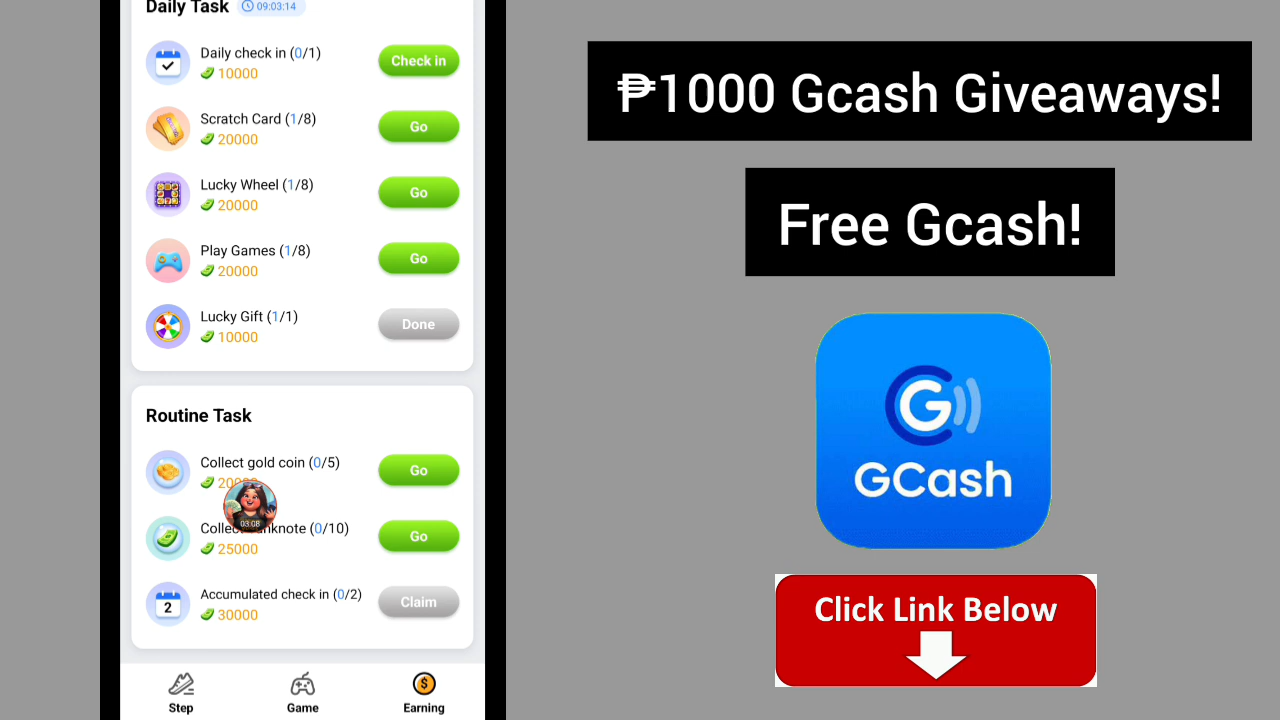 Daily Task 09:03:14
Daily check in (0/1)
10000
Check in
Scratch Card (1/8)
20000
Go
Lucky Wheel (1/8)
20000
Go
Play Games (1/8)
20000
Go
Lucky Gift (1/1)
10000
Done
Routine Task
Collect gold coin (0/5)
Go
03:08
(0/10)
25000
Go
2
Accumulated check in (0/2)
30000
Claim
Step
Game
Earning
₱1000 Gcash Giveaways!
Free Gcash!
G
GCash
Click Link Below